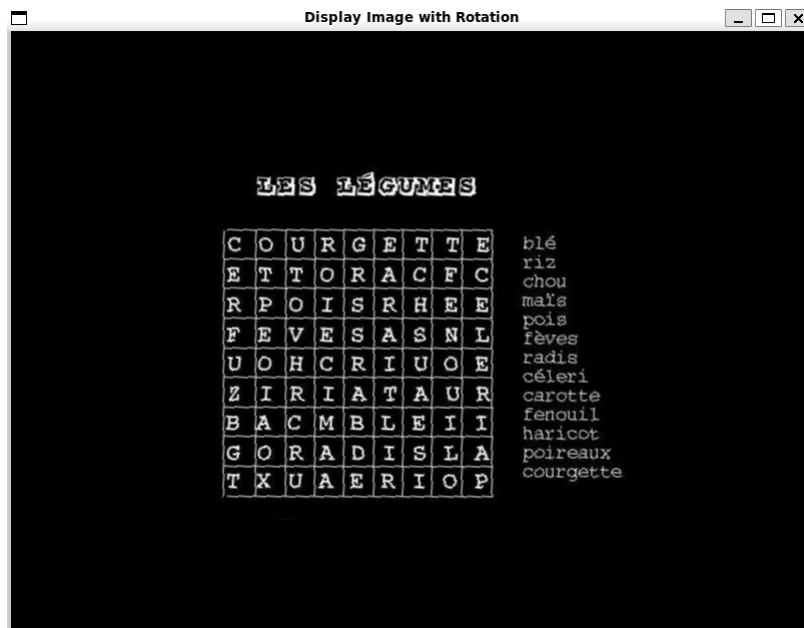 Display Image with Rotation
LES LÉGUMES
C O U R G E T T E
E T T O R A C F C
R P O I S R H E E
F E V E S A S N L
U O H C R I U O E
Z I R I A T A U R
B A C M B L E I I
G O R A D I S L A
T X U A E R I O P
blé
riz
chou
maïs
pois
fèves
radis
céleri
carotte
fenouil
haricot
poireaux
courgette